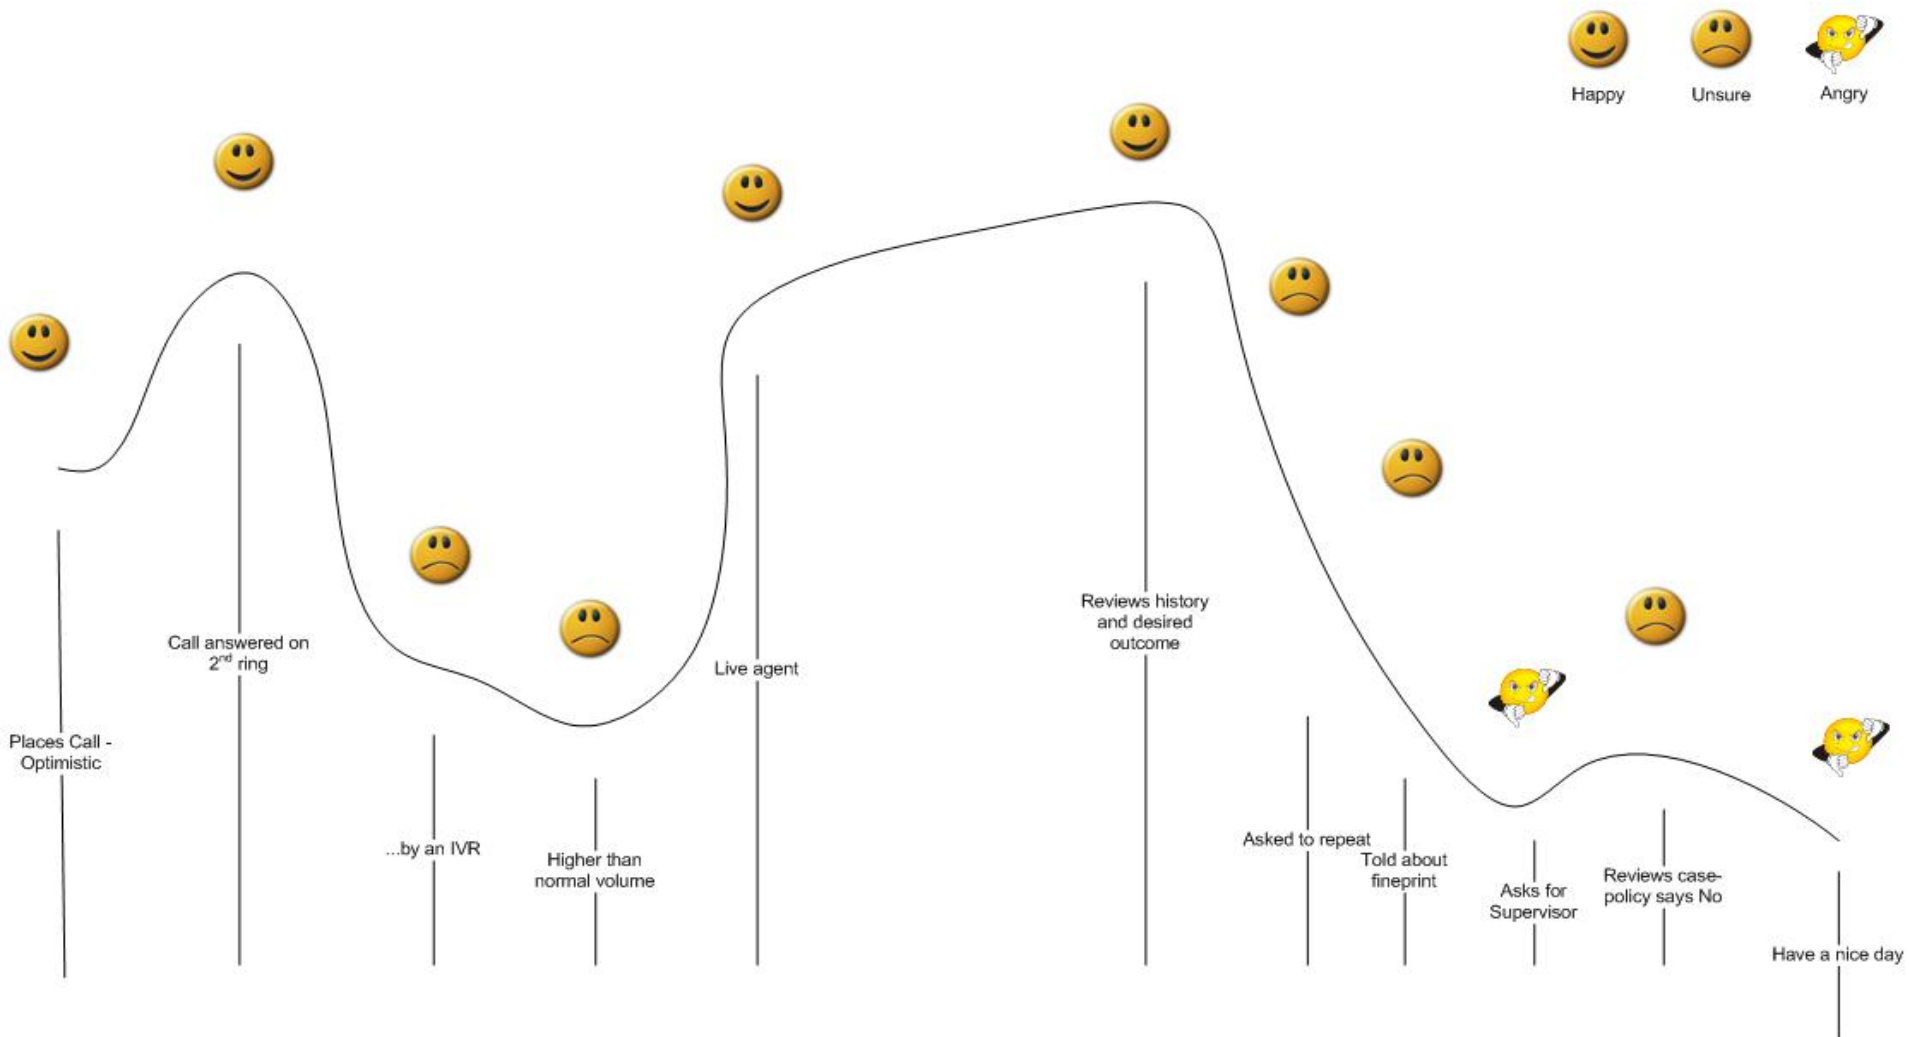 Happy
Unsure
Angry
Places Call -
Optimistic
Call answered on
2nd ring
...by an IVR
Higher than
normal volume
Live agent
Reviews history
and desired
outcome
Asked to repeat
Told about
fineprint
Asks for
Supervisor
Reviews case-
policy says No
Have a nice day